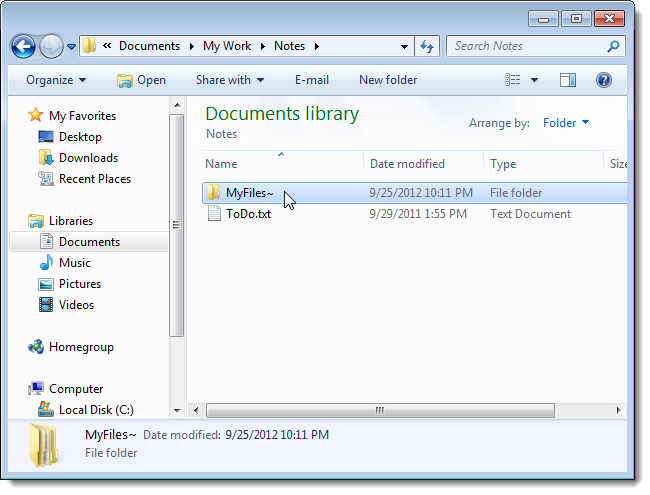 « Documents ▸ My Work ▸ Notes ▸
Search Notes
Organize Open Share with E-mail New folder
My Favorites
Desktop
Downloads
Recent Places
Libraries
Documents
Music
Pictures
Videos
Homegroup
Computer
Local Disk (C:)
Documents library
Notes
Arrange by: Folder
Name Date modified Type Size
MyFiles~ 9/25/2012 10:11 PM File folder
ToDo.txt 9/29/2011 1:55 PM Text Document
MyFiles~ Date modified: 9/25/2012 10:11 PM
File folder